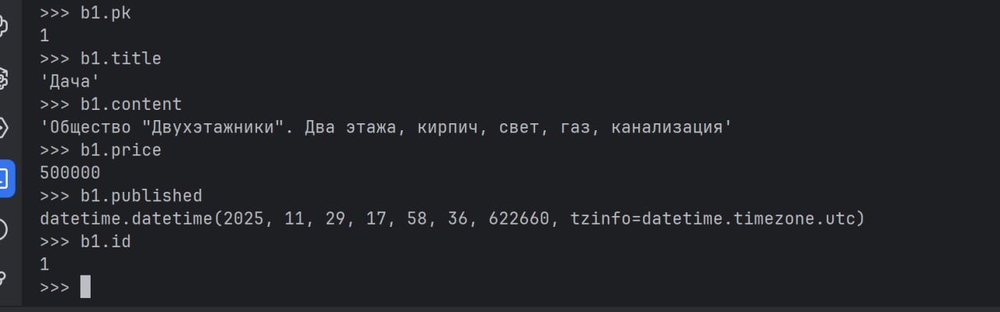 >>> b1.pk
1
>>> b1.title
'Дача'
>>> b1.content
'Общество "Двухэтажники". Два этажа, кирпич, свет, газ, канализация'
>>> b1.price
500000
>>> b1.published
datetime.datetime(2025, 11, 29, 17, 58, 36, 622660, tzinfo=datetime.timezone.utc)
>>> b1.id
1
>>>